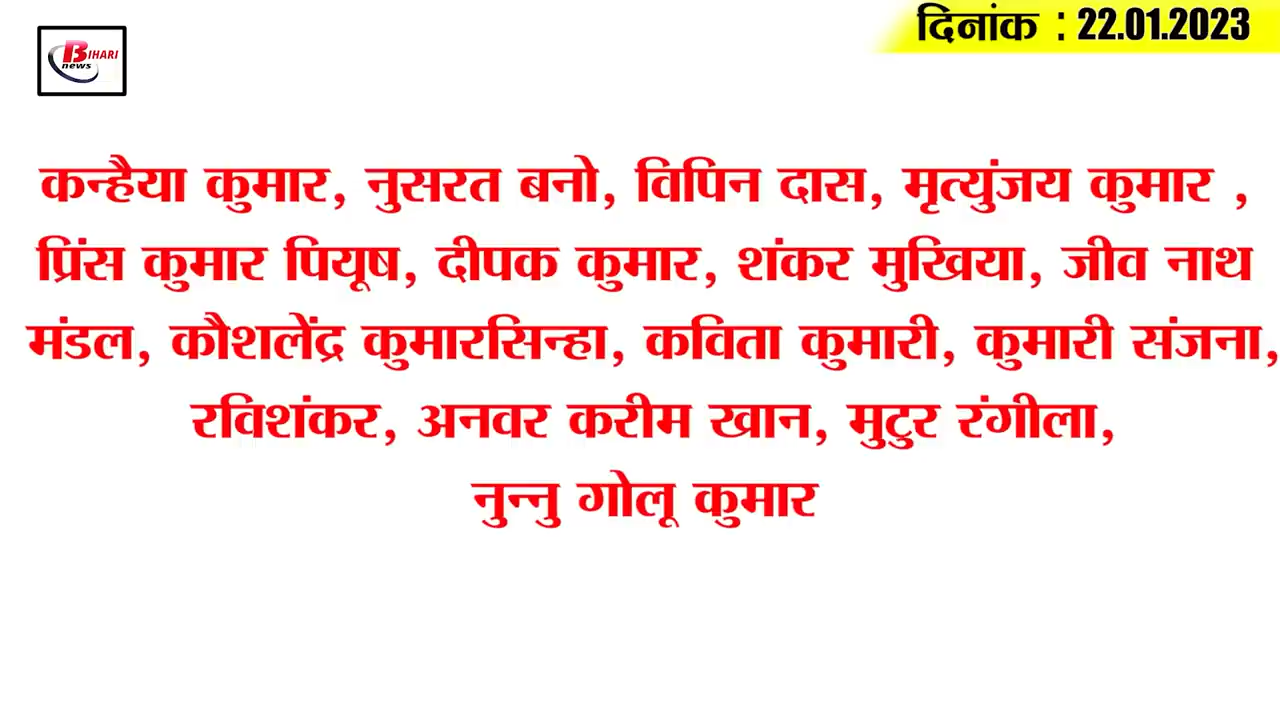 BIHARI
news
दिनांक : 22.01.2023
कन्हैया कुमार, नुसरत बनो, विपिन दास, मृत्युंजय कुमार ,
प्रिंस कुमार पियूष, दीपक कुमार, शंकर मुखिया, जीव नाथ
मंडल, कौशलेंद्र कुमारसिन्हा, कविता कुमारी, कुमारी संजना,
रविशंकर, अनवर करीम खान, मुटुर रंगीला,
नुन्नु गोलू कुमार